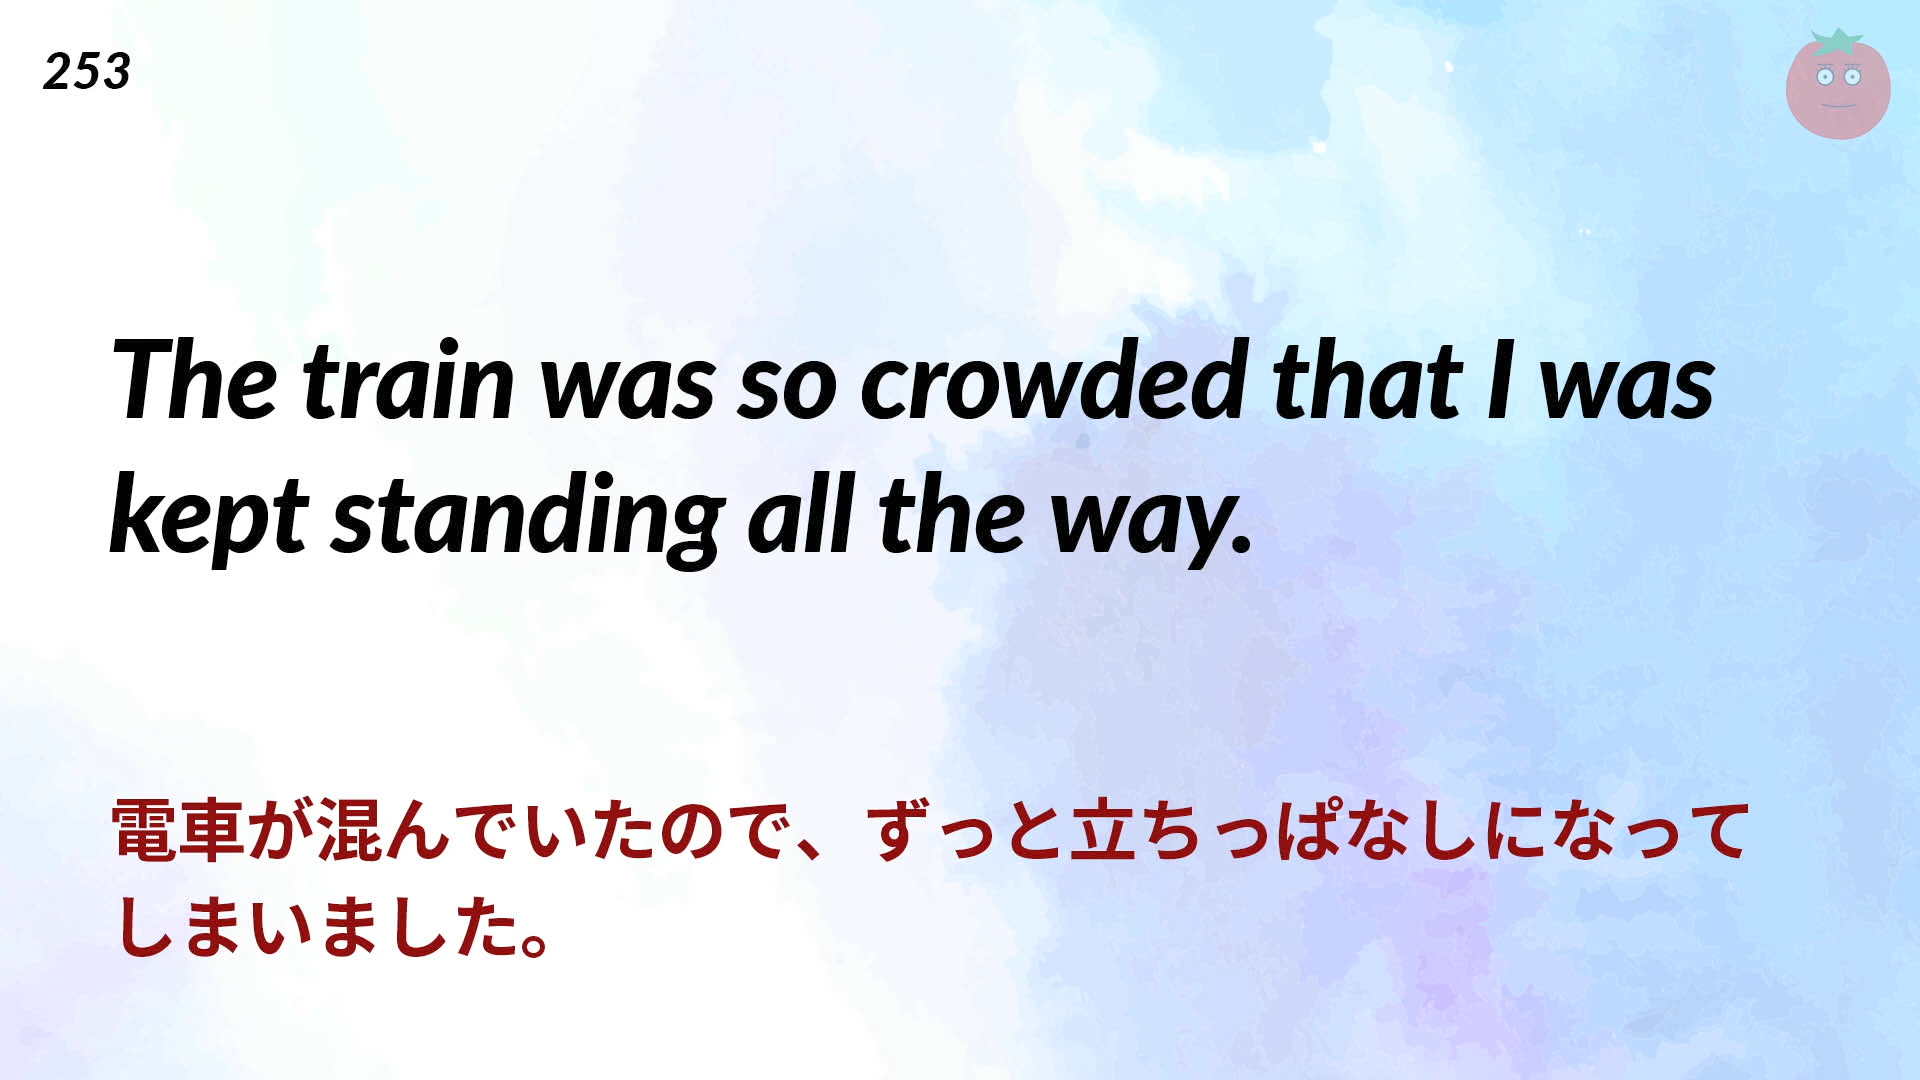 253
The train was so crowded that I was
kept standing all the way.
電車が混んでいたので、ずっと立ちっぱなしになって
しまいました。